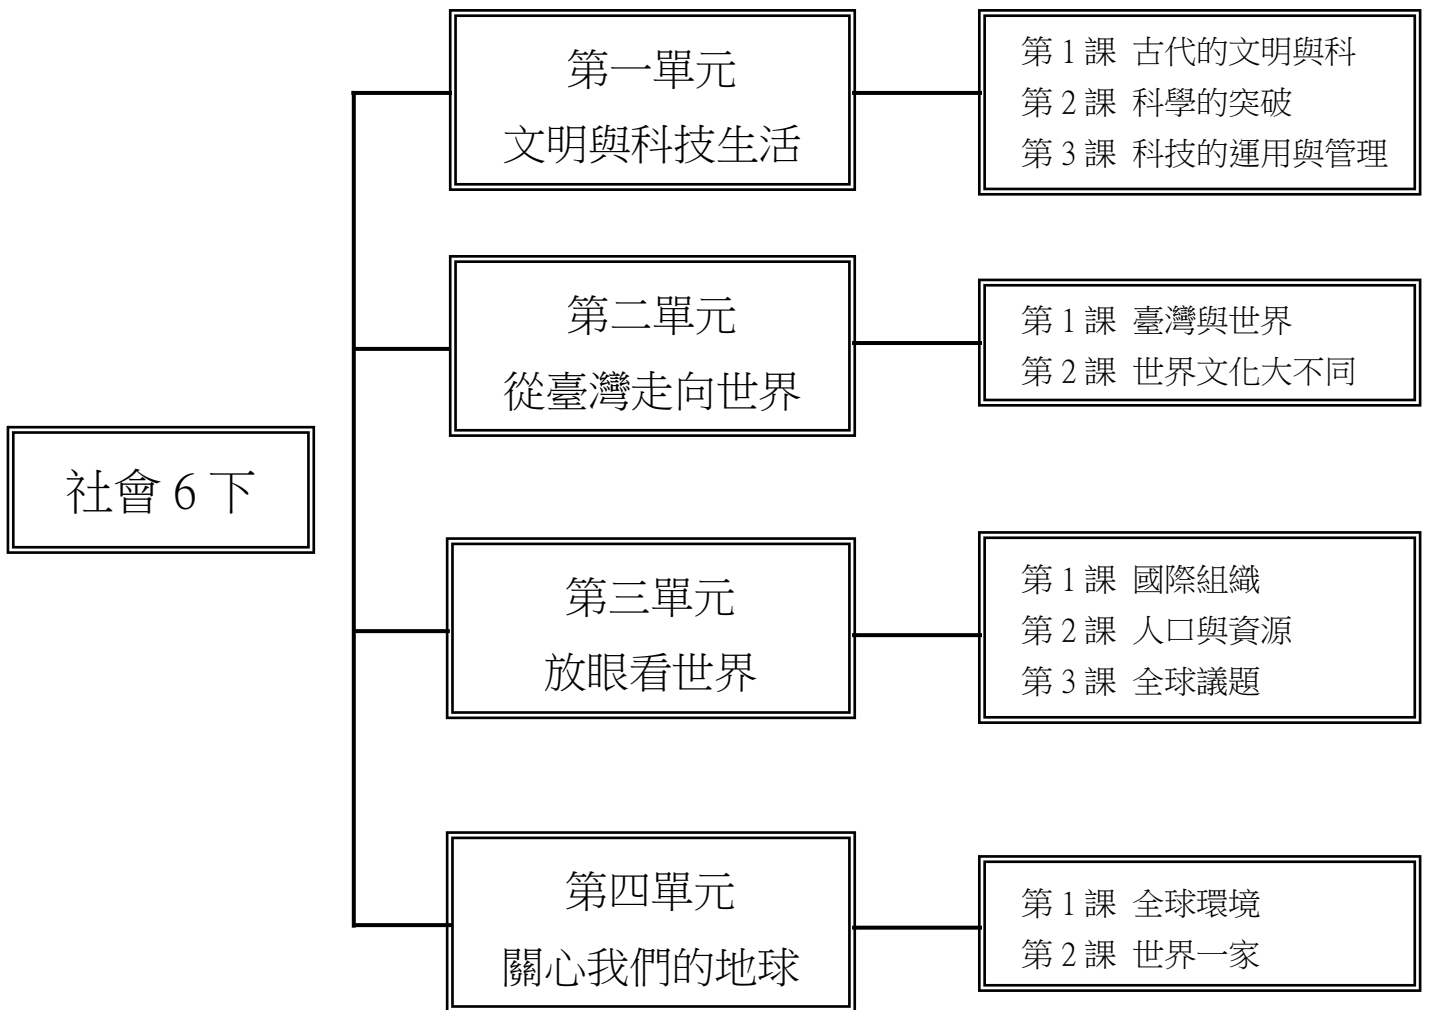 社會 6 下
第一單元
文明與科技生活
第 1 課 古代的文明與科
第 2 課 科學的突破
第 3 課 科技的運用與管理
第二單元
從臺灣走向世界
第 1 課 臺灣與世界
第 2 課 世界文化大不同
第三單元
放眼看世界
第 1 課 國際組織
第 2 課 人口與資源
第 3 課 全球議題
第四單元
關心我們的地球
第 1 課 全球環境
第 2 課 世界一家